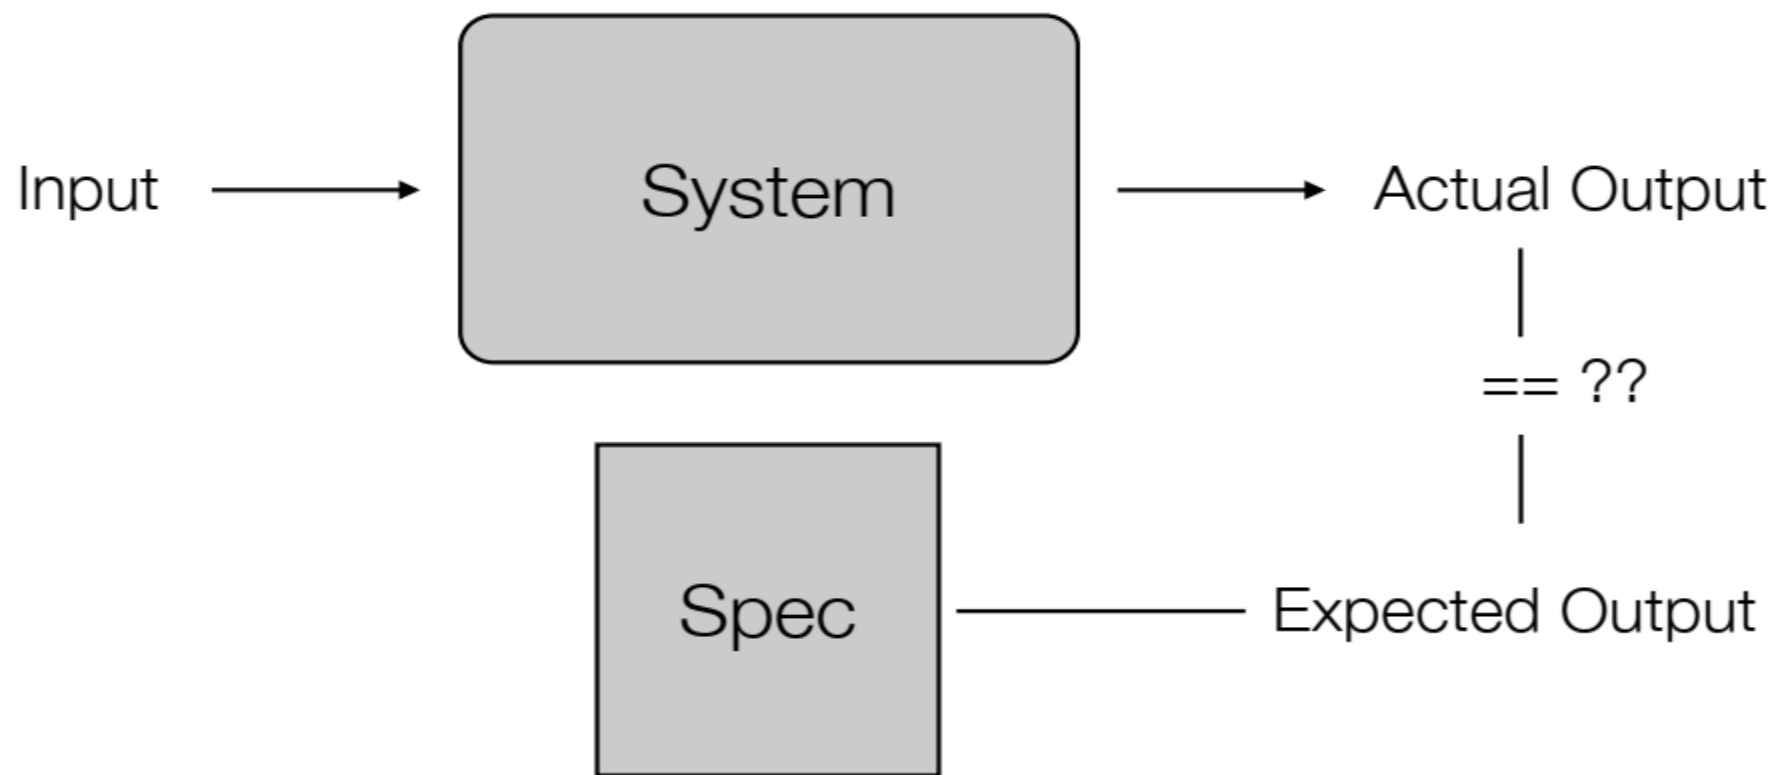 Input
System
Actual Output
== ??
Spec
Expected Output